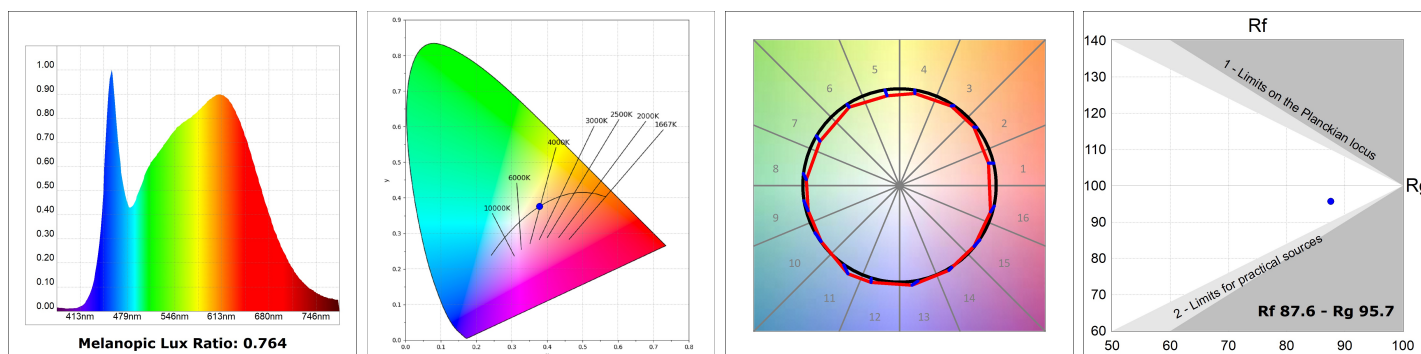 1.00
0.90
0.80
0.70
0.60
0.50
0.40
0.30
0.20
0.10
0.00
413nm 479nm 546nm 613nm 680nm 746nm
Melanopic Lux Ratio: 0.764
0.9
0.8
0.7
0.6
0.5
0.4
0.3
0.2
0.1
0.0
y
0.0 0.1 0.2 0.3 0.4 0.5 0.6 0.7 0.8
10000K
6000K
4000K
3000K
2500K
2000K
1667K
1
2
3
4
5
6
7
8
9
10
11
12
13
14
15
16
Rf
140
130
120
110
100
90
80
70
60
50 60 70 80 90 100
Rg
1 - Limits on the Planckian locus
2 - Limits for practical sources
Rf 87.6 - Rg 95.7